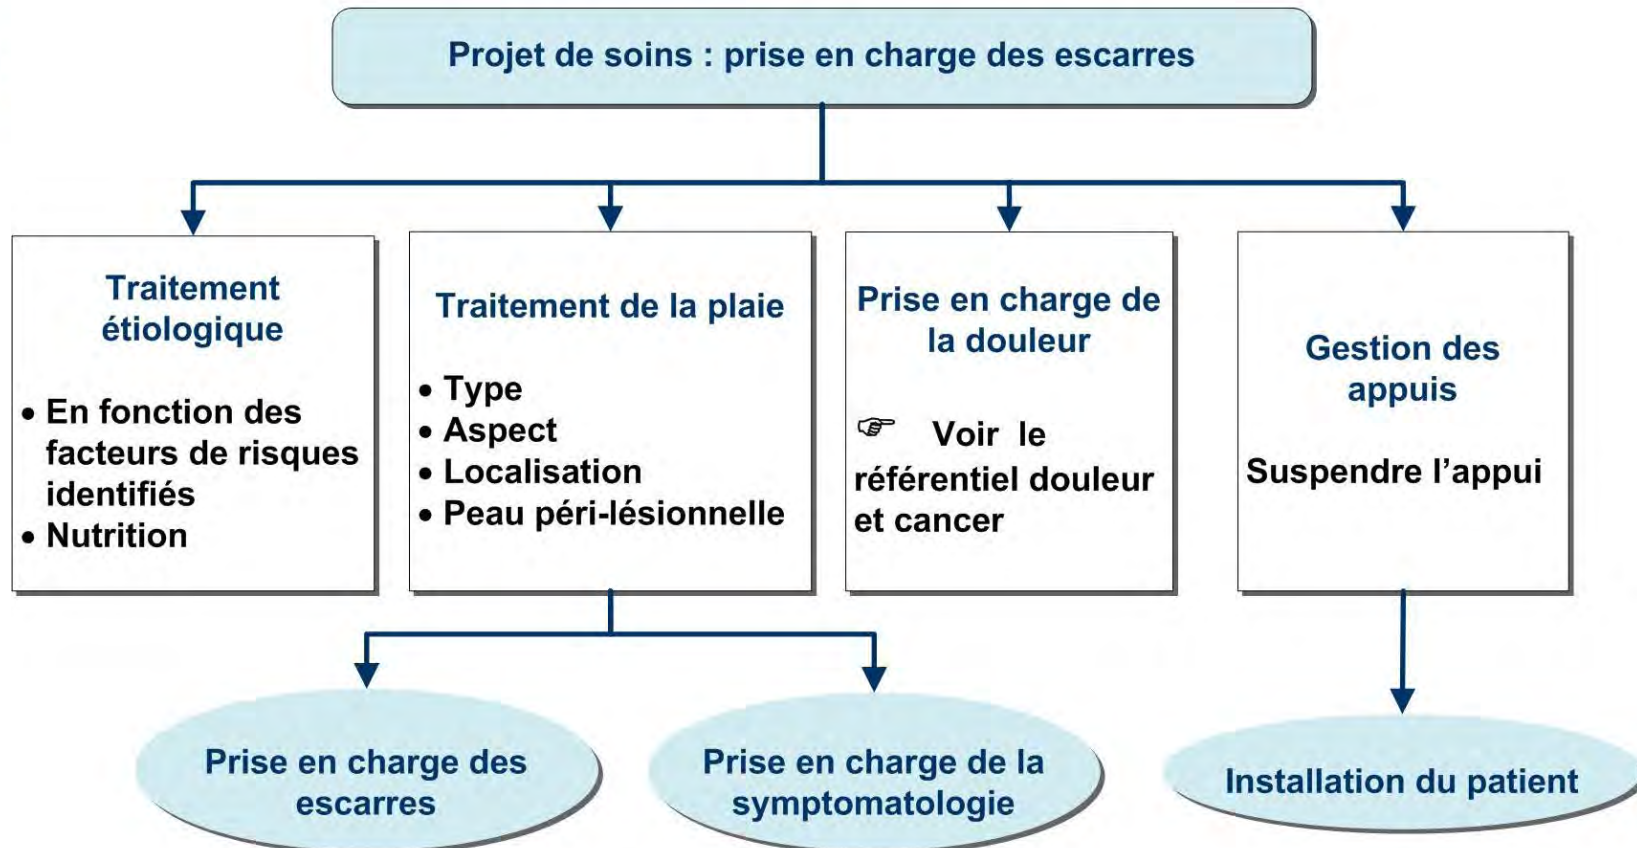 Projet de soins : prise en charge des escarres
Traitement
étiologique
• En fonction des
facteurs de risques
identifiés
• Nutrition
Traitement de la plaie
• Type
• Aspect
• Localisation
• Peau péri-lésionnelle
Prise en charge de
la douleur
☞ Voir le
référentiel douleur
et cancer
Gestion des
appuis
Suspendre l’appui
Prise en charge des
escarres
Prise en charge de la
symptomatologie
Installation du patient